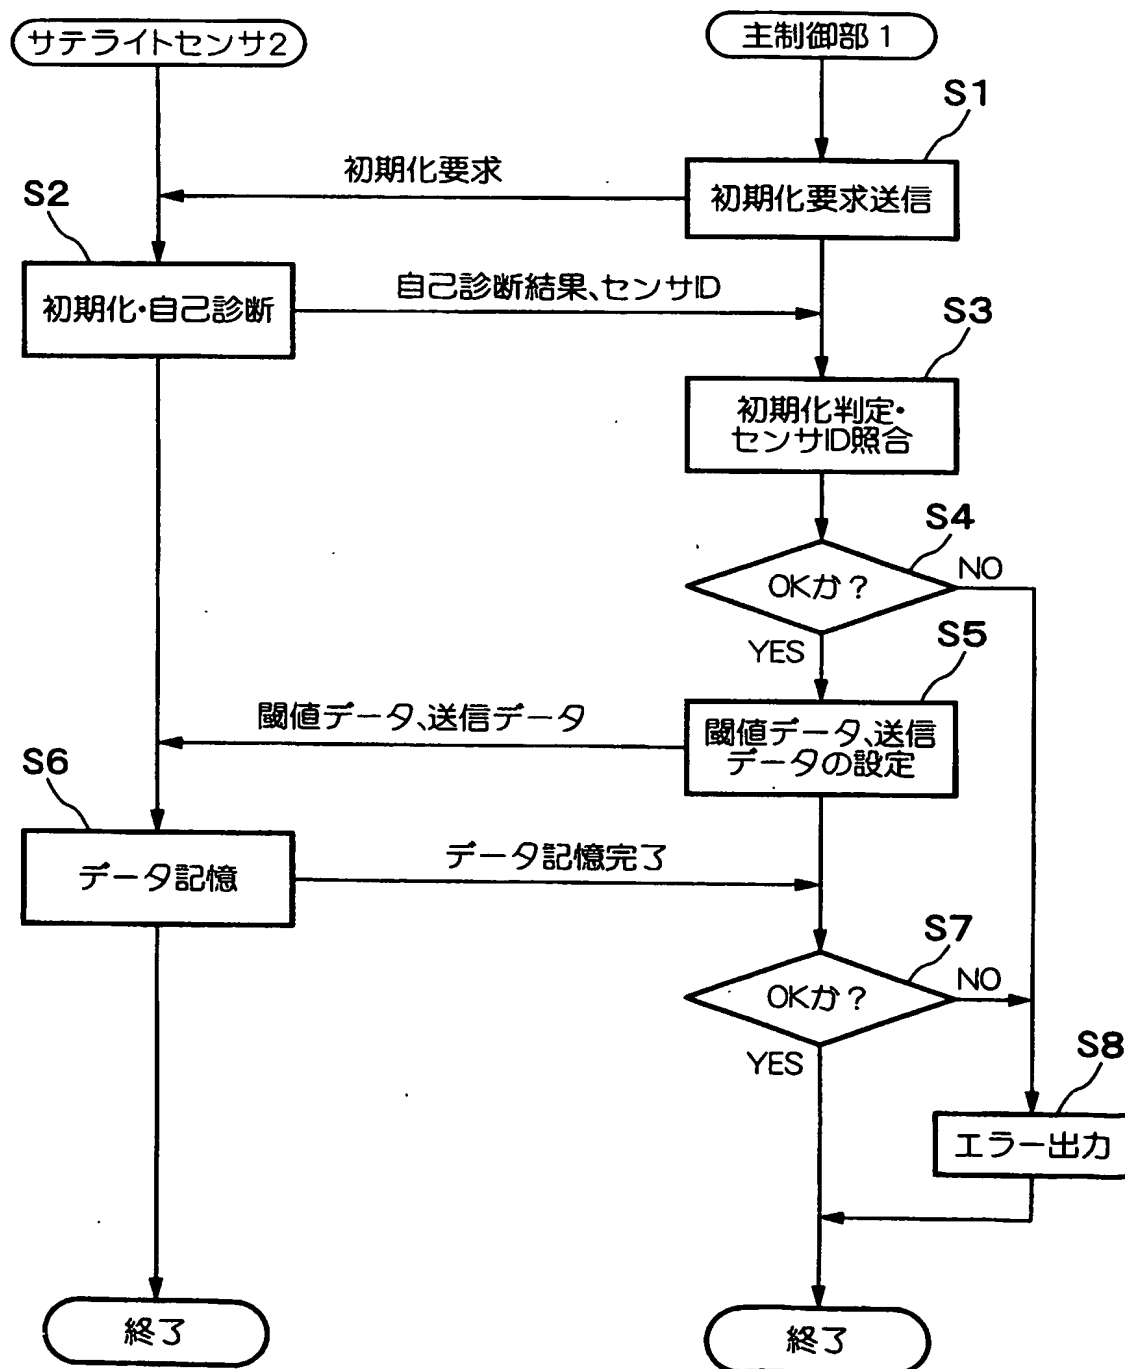 サテライトセンサ2
主制御部1
S1
初期化要求
初期化要求送信
S2
自己診断結果、センサID
初期化・自己診断
S3
初期化判定・
センサID照合
S4
OKか?
NO
YES
S5
閾値データ、送信データ
閾値データ、送信
データの設定
S6
データ記憶完了
データ記憶
S7
OKか?
NO
YES
S8
エラー出力
終了
終了